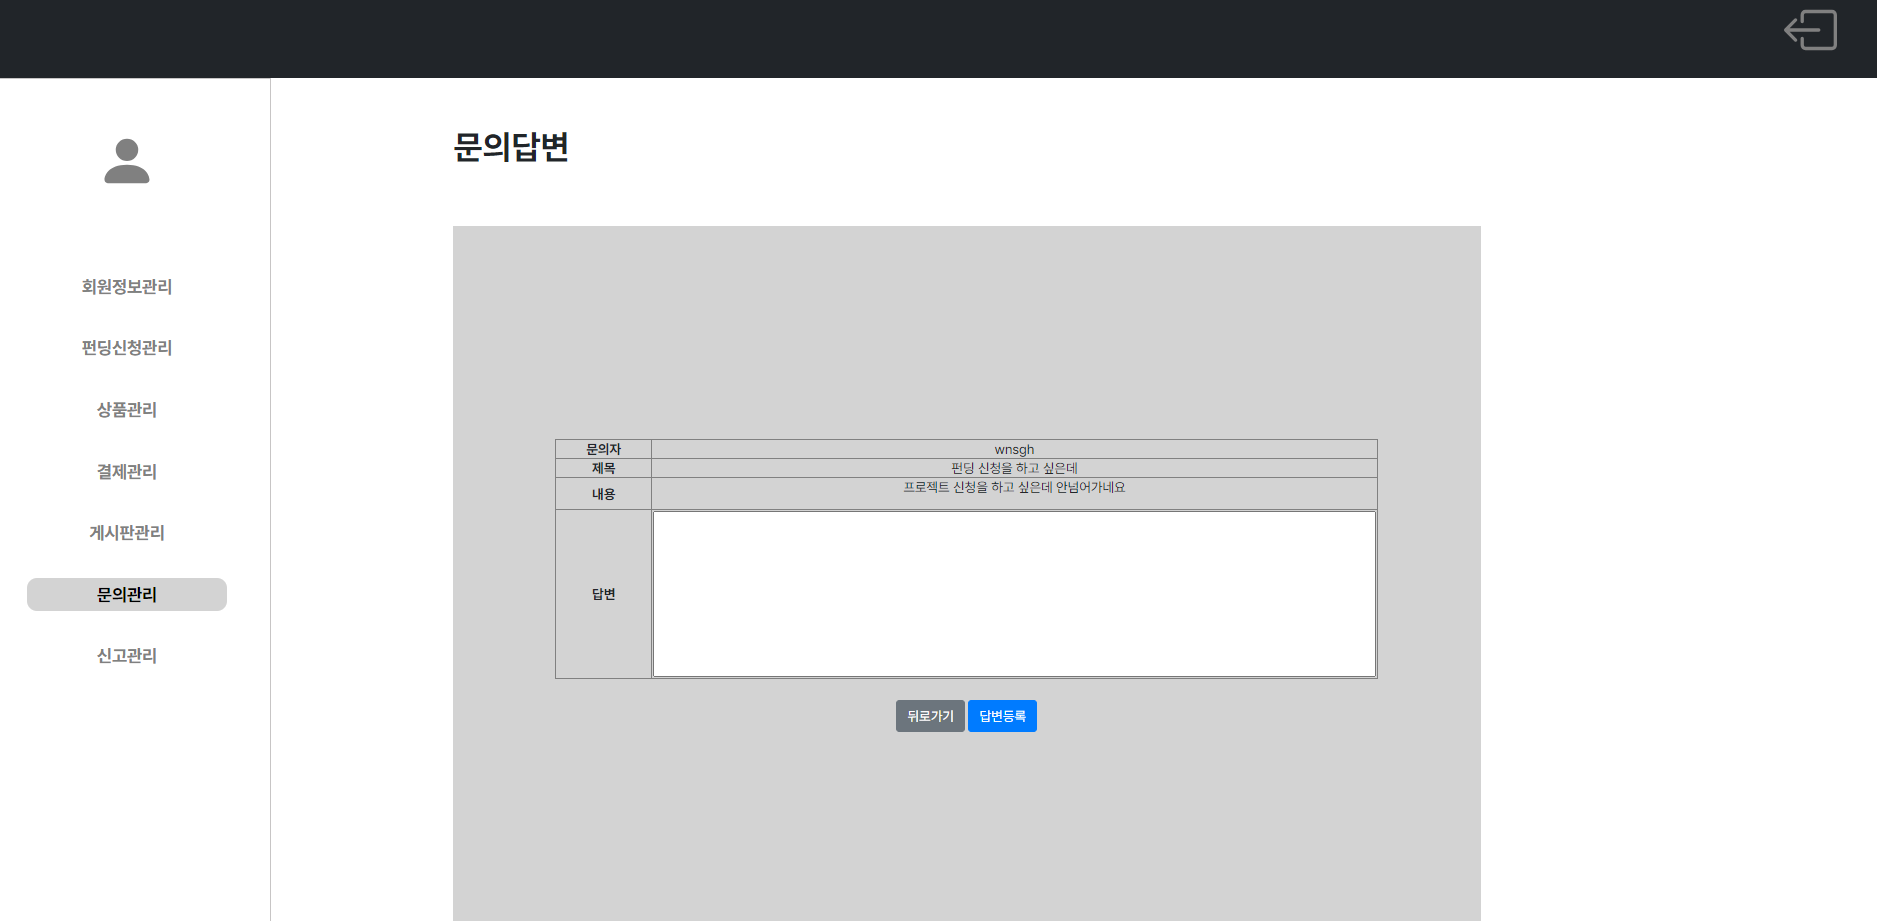 문의답변
회원정보관리
펀딩신청관리
상품관리
결제관리
게시판관리
문의관리
신고관리
문의자 wnsgh
제목 펀딩 신청을 하고 싶은데
내용 프로젝트 신청을 하고 싶은데 안넘어가네요
답변
뒤로가기 답변등록